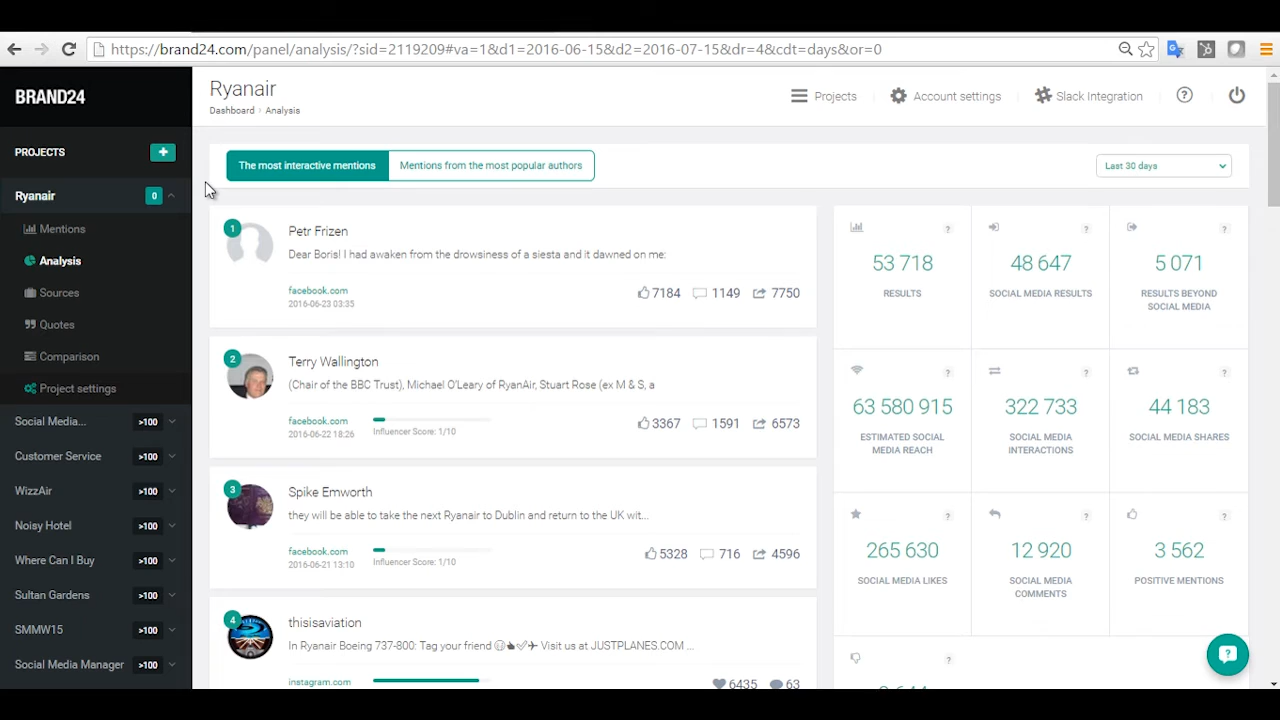 https://brand24.com/panel/analysis/?sid=2119209#va=1&d1=2016-06-15&d2=2016-07-15&dr=4&cdt=days&or=0
BRAND24
PROJECTS
+
Ryanair
0
Mentions
Analysis
Sources
Quotes
Comparison
Project settings
Social Media...
>100
Customer Service
>100
WizzAir
>100
Noisy Hotel
>100
Where Can I Buy
>100
Sultan Gardens
>100
SMMW15
>100
Social Media Manager
>100
Ryanair
Dashboard
Analysis
Projects
Account settings
Slack Integration
?
The most interactive mentions
Mentions from the most popular authors
Last 30 days
1
Petr Frizen
Dear Boris! I had awaken from the drowsiness of a siesta and it dawned on me:
facebook.com
2016-06-23 03:35
7184
1149
7750
2
Terry Wallington
(Chair of the BBC Trust), Michael O'Leary of RyanAir, Stuart Rose (ex M & S, a
facebook.com
2016-06-22 18:26
Influencer Score: 1/10
3367
1591
6573
3
Spike Emworth
they will be able to take the next Ryanair to Dublin and return to the UK wit...
facebook.com
2016-06-21 13:10
Influencer Score: 1/10
5328
716
4596
4
thisisaviation
In Ryanair Boeing 737-800: Tag your friend 😊👍✅✈ Visit us at JUSTPLANES.COM ...
instagram.com
6435
63
?
53 718
RESULTS
?
48 647
SOCIAL MEDIA RESULTS
?
5 071
RESULTS BEYOND
SOCIAL MEDIA
?
63 580 915
ESTIMATED SOCIAL
MEDIA REACH
?
322 733
SOCIAL MEDIA
INTERACTIONS
?
44 183
SOCIAL MEDIA SHARES
?
265 630
SOCIAL MEDIA LIKES
?
12 920
SOCIAL MEDIA
COMMENTS
?
3 562
POSITIVE MENTIONS
?
?